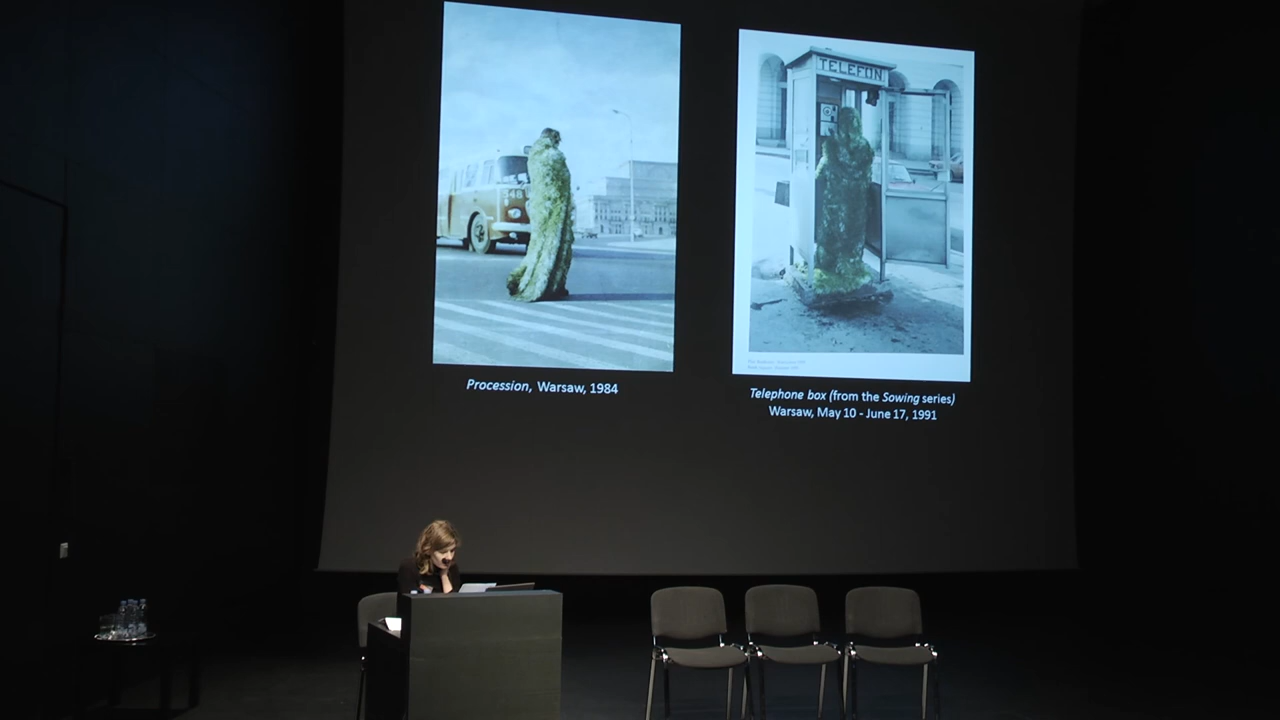 TELEFON
Procession, Warsaw, 1984
Telephone box (from the Sowing series)
Warsaw, May 10 - June 17, 1991